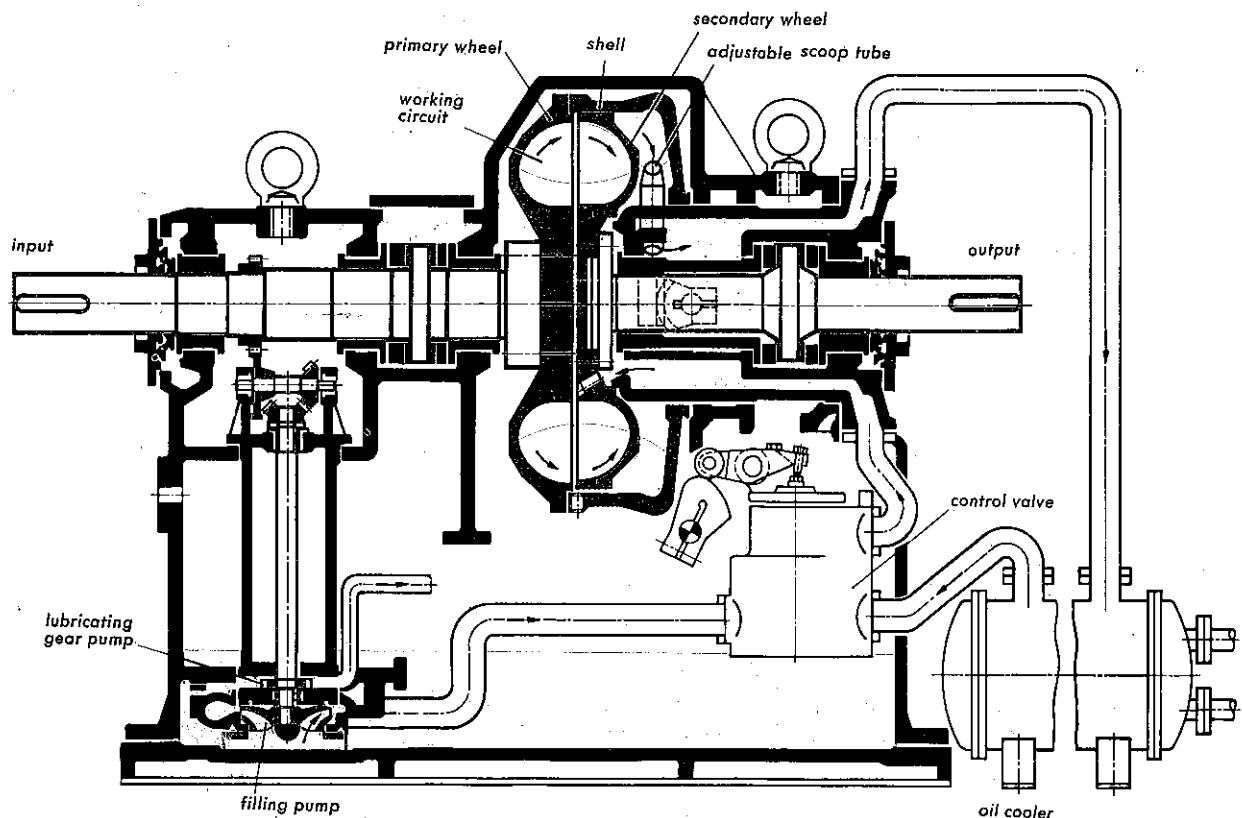 secondary wheel
shell
primary wheel
adjustable scoop tube
working
circuit
input
output
control valve
lubricating
gear pump
filling pump
oil cooler